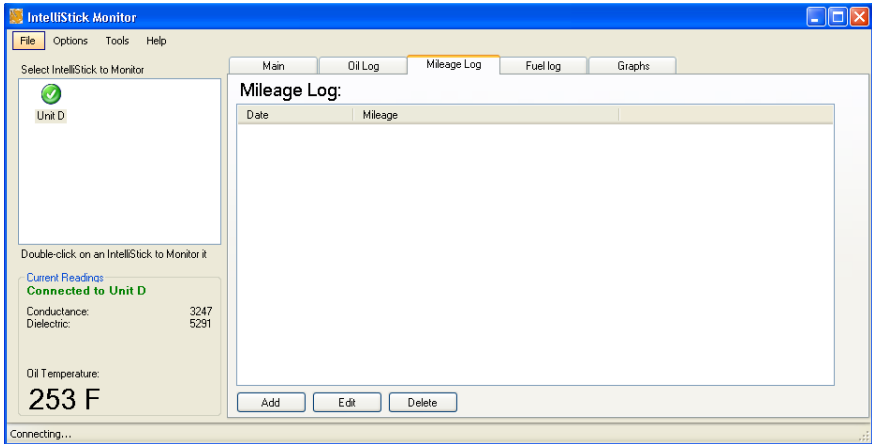 IntelliStick Monitor
File Options Tools Help
Select IntelliStick to Monitor
Unit D
Double-click on an IntelliStick to Monitor it
Current Readings
Connected to Unit D
Conductance: 3247
Dielectric: 5291
Oil Temperature:
253 F
Main Oil Log Mileage Log Fuel log Graphs
Mileage Log:
Date Mileage
Add Edit Delete
Connecting...